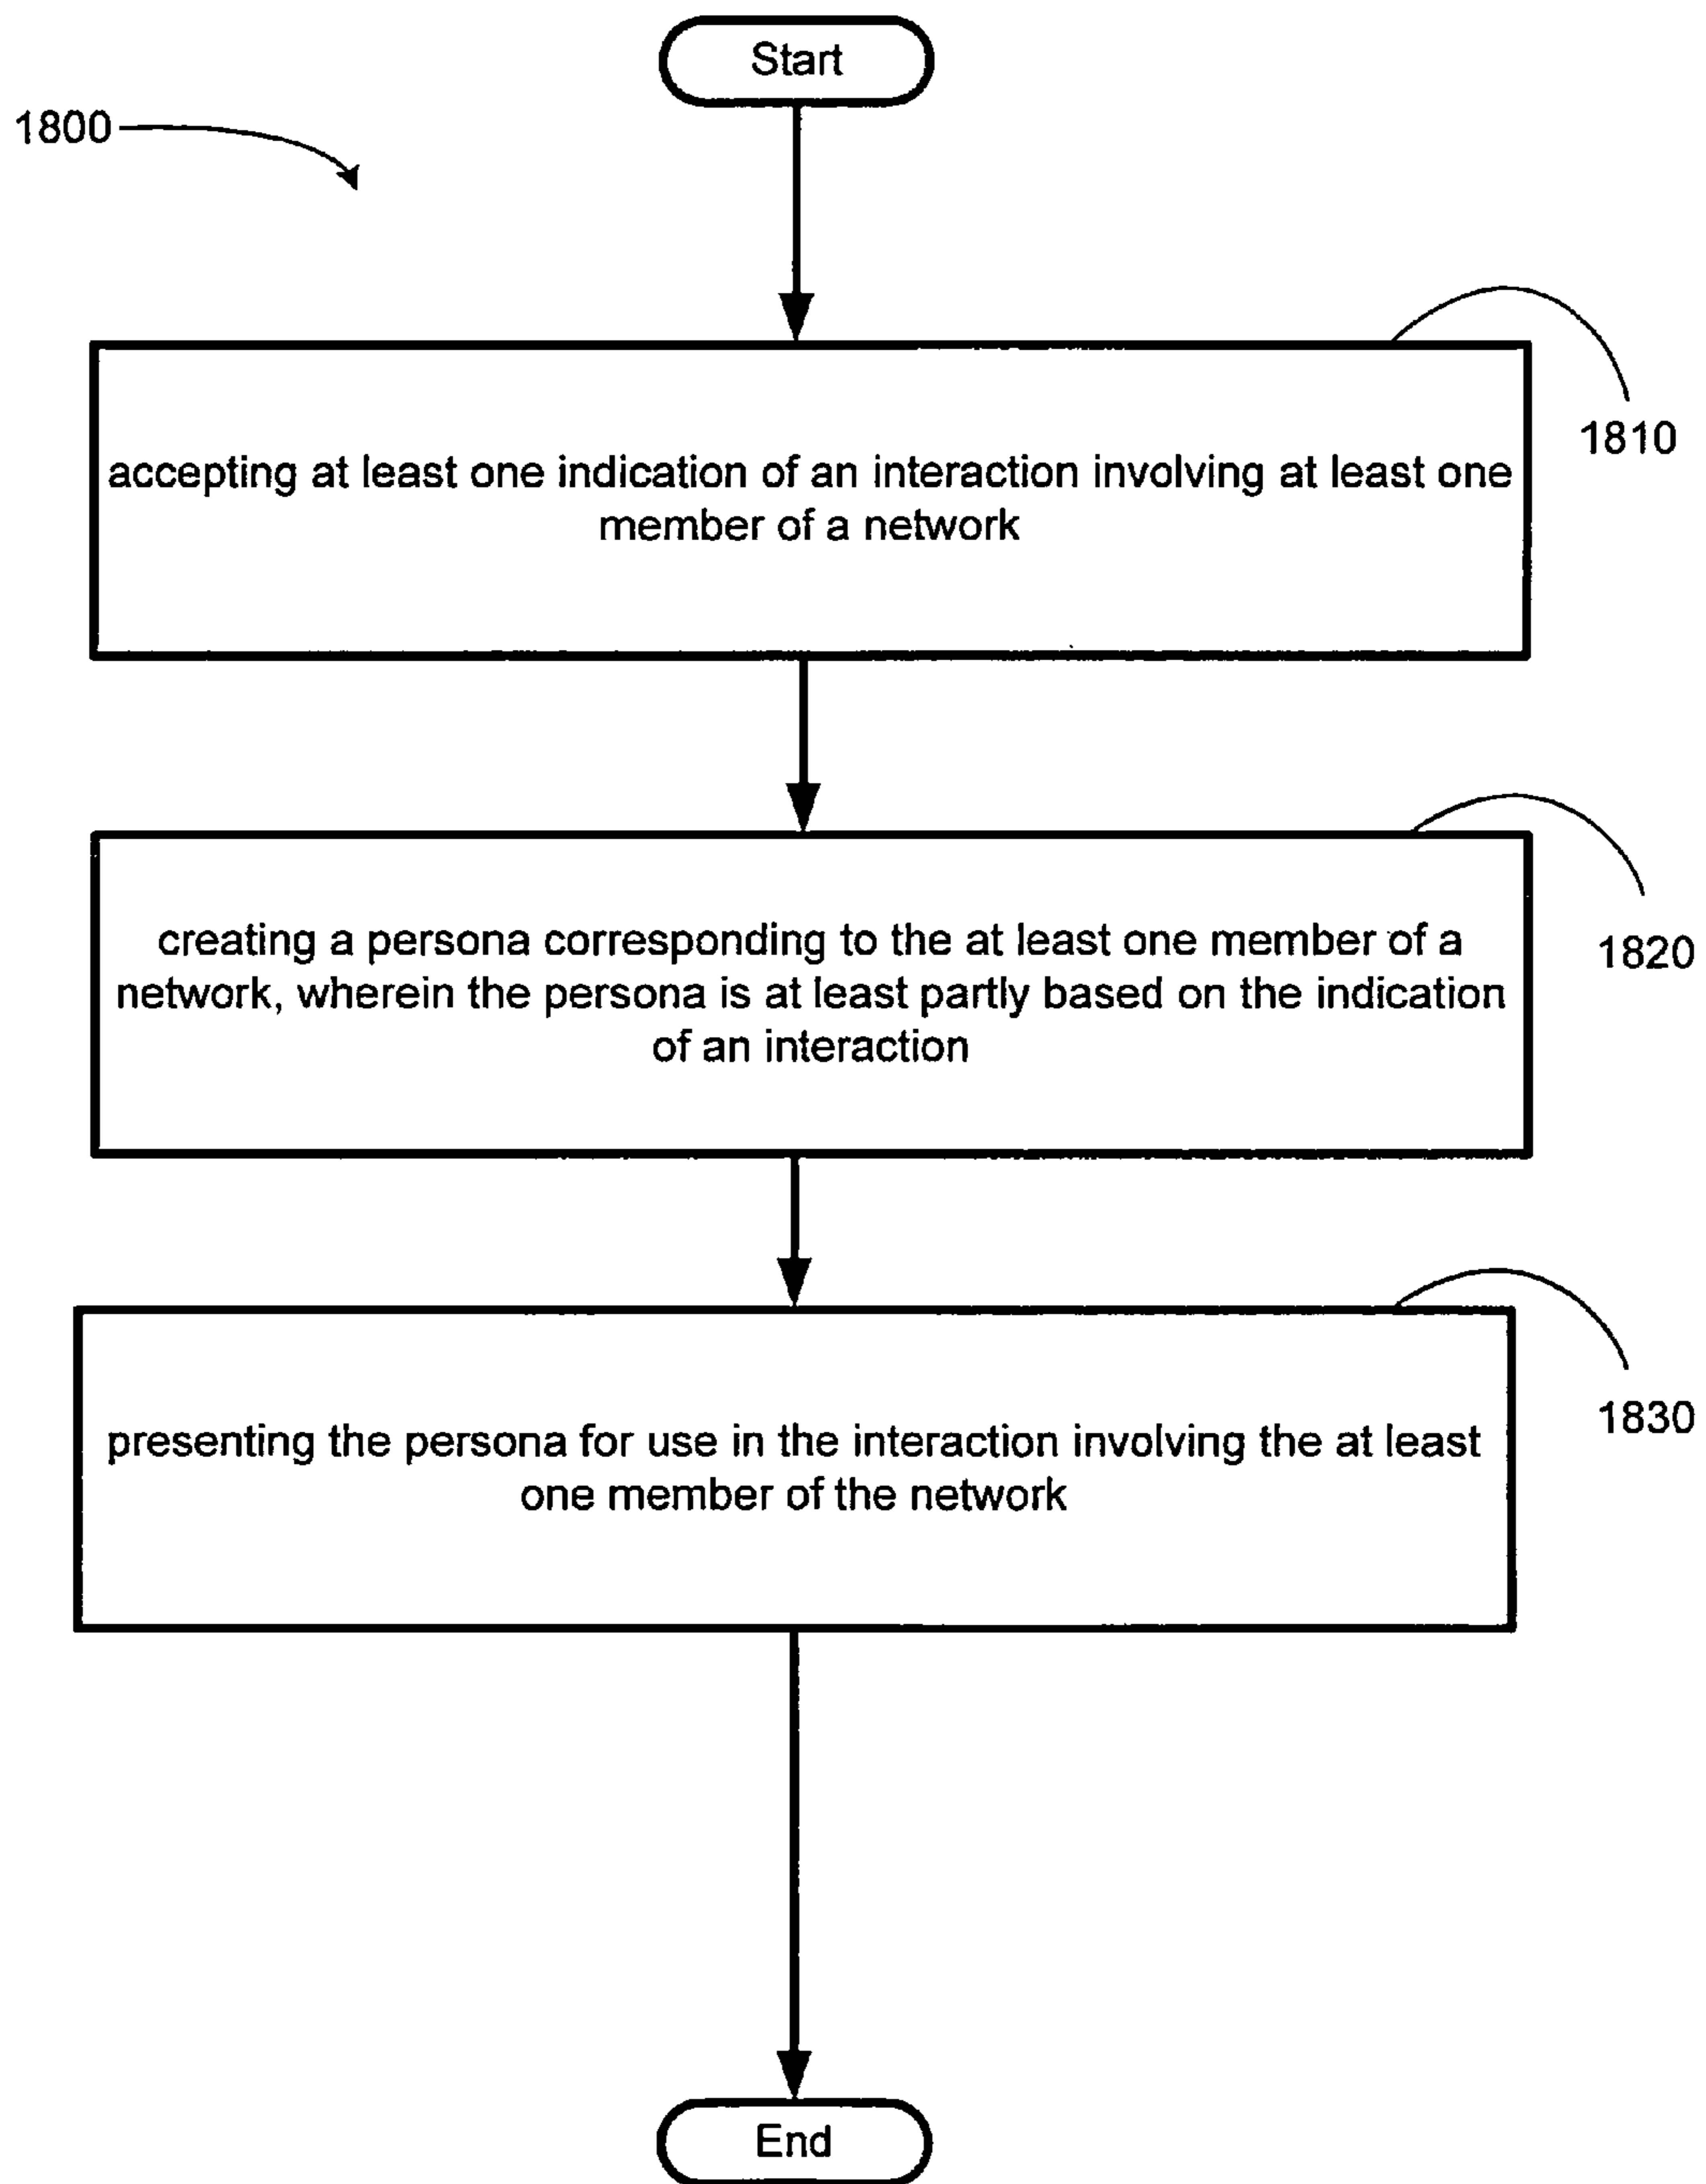 Start
1800
accepting at least one indication of an interaction involving at least one
member of a network
1810
creating a persona corresponding to the at least one member of a
network, wherein the persona is at least partly based on the indication
of an interaction
1820
presenting the persona for use in the interaction involving the at least
one member of the network
1830
End